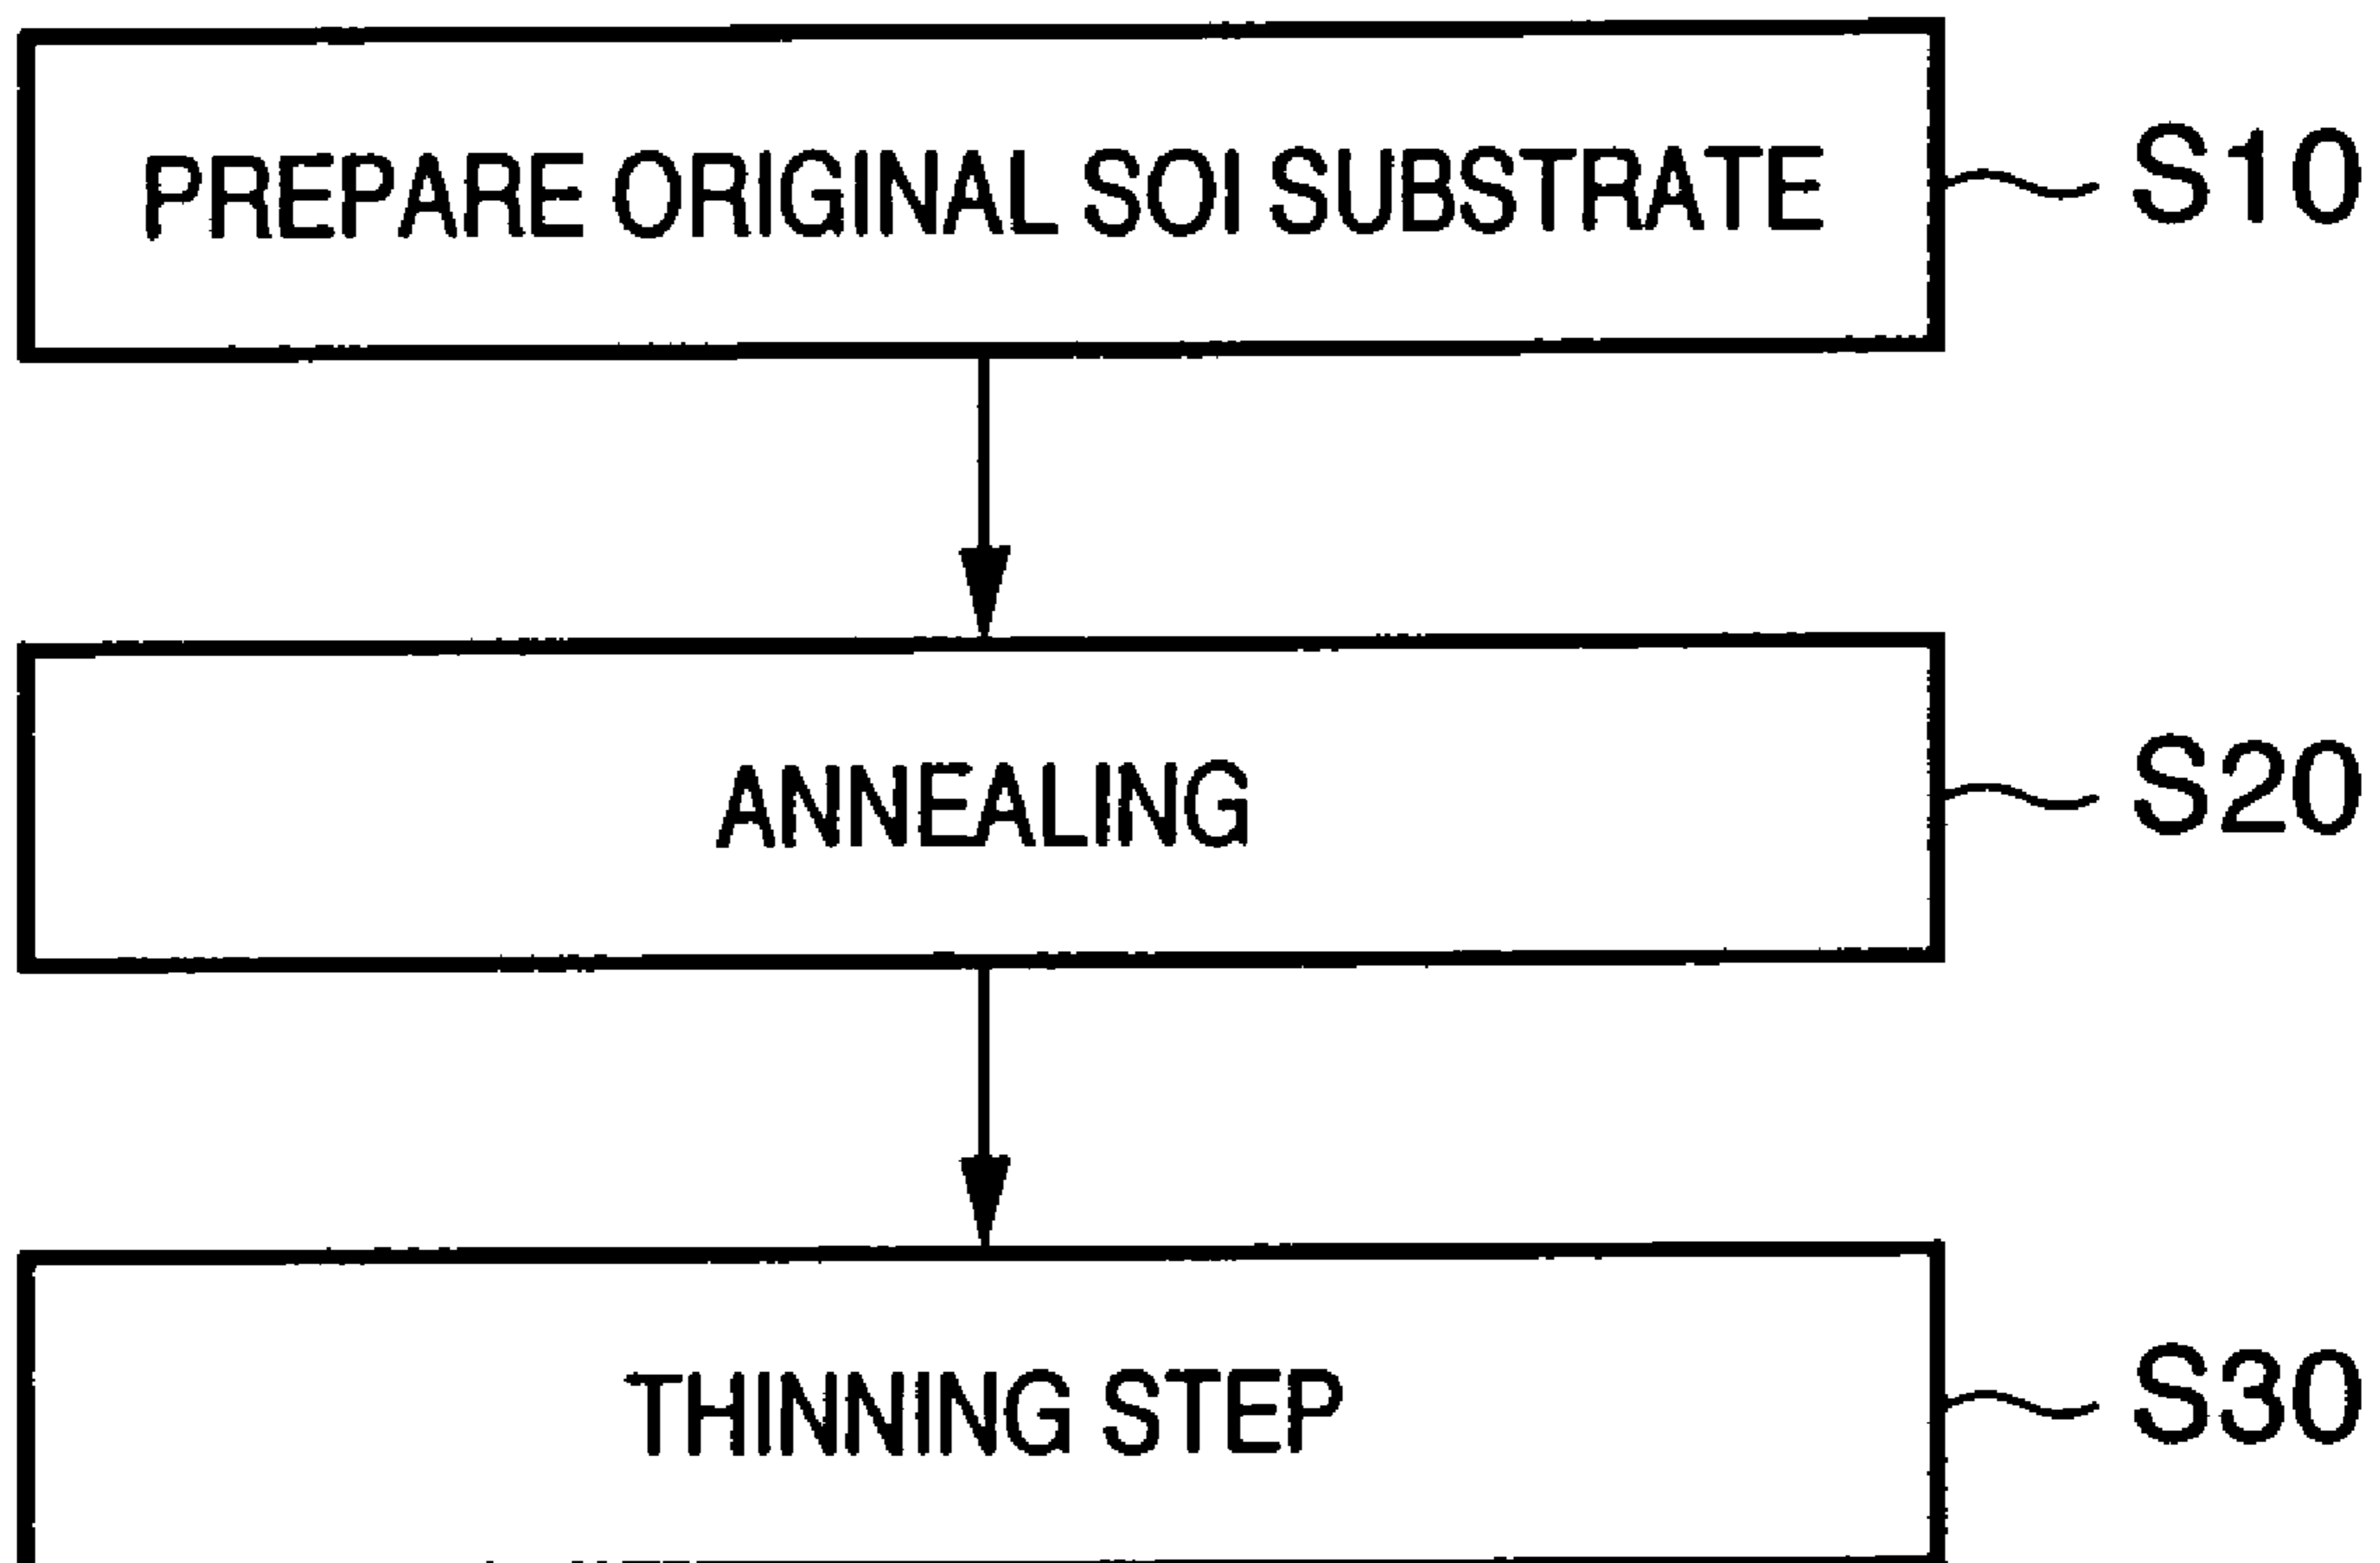 PREPARE ORIGINAL SOI SUBSTRATE S10
ANNEALING S20
THINNING STEP S30